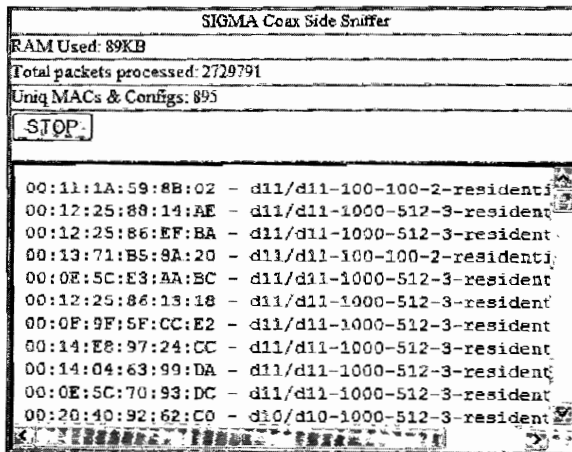 SIGMA Coax Side Sniffer
RAM Used: 89KB
Total packets processed: 2729791
Uniq MACs & Configs: 895
STOP
00:11:1A:59:8B:02 - d11/d11-100-100-2-residenti
00:12:25:88:14:AE - d11/d11-1000-512-3-resident
00:12:25:86:EF:BA - d11/d11-1000-512-3-resident
00:13:71:B5:9A:20 - d11/d11-100-100-2-residenti
00:0E:5C:E3:AA:BC - d11/d11-1000-512-3-resident
00:12:25:86:13:18 - d11/d11-1000-512-3-resident
00:0F:9F:5F:CC:E2 - d11/d11-1000-512-3-resident
00:14:E8:97:24:CC - d11/d11-1000-512-3-resident
00:14:04:63:99:DA - d11/d11-1000-512-3-resident
00:0E:5C:70:93:DC - d11/d11-1000-512-3-resident
00:20:40:92:62:C0 - d10/d10-1000-512-3-resident